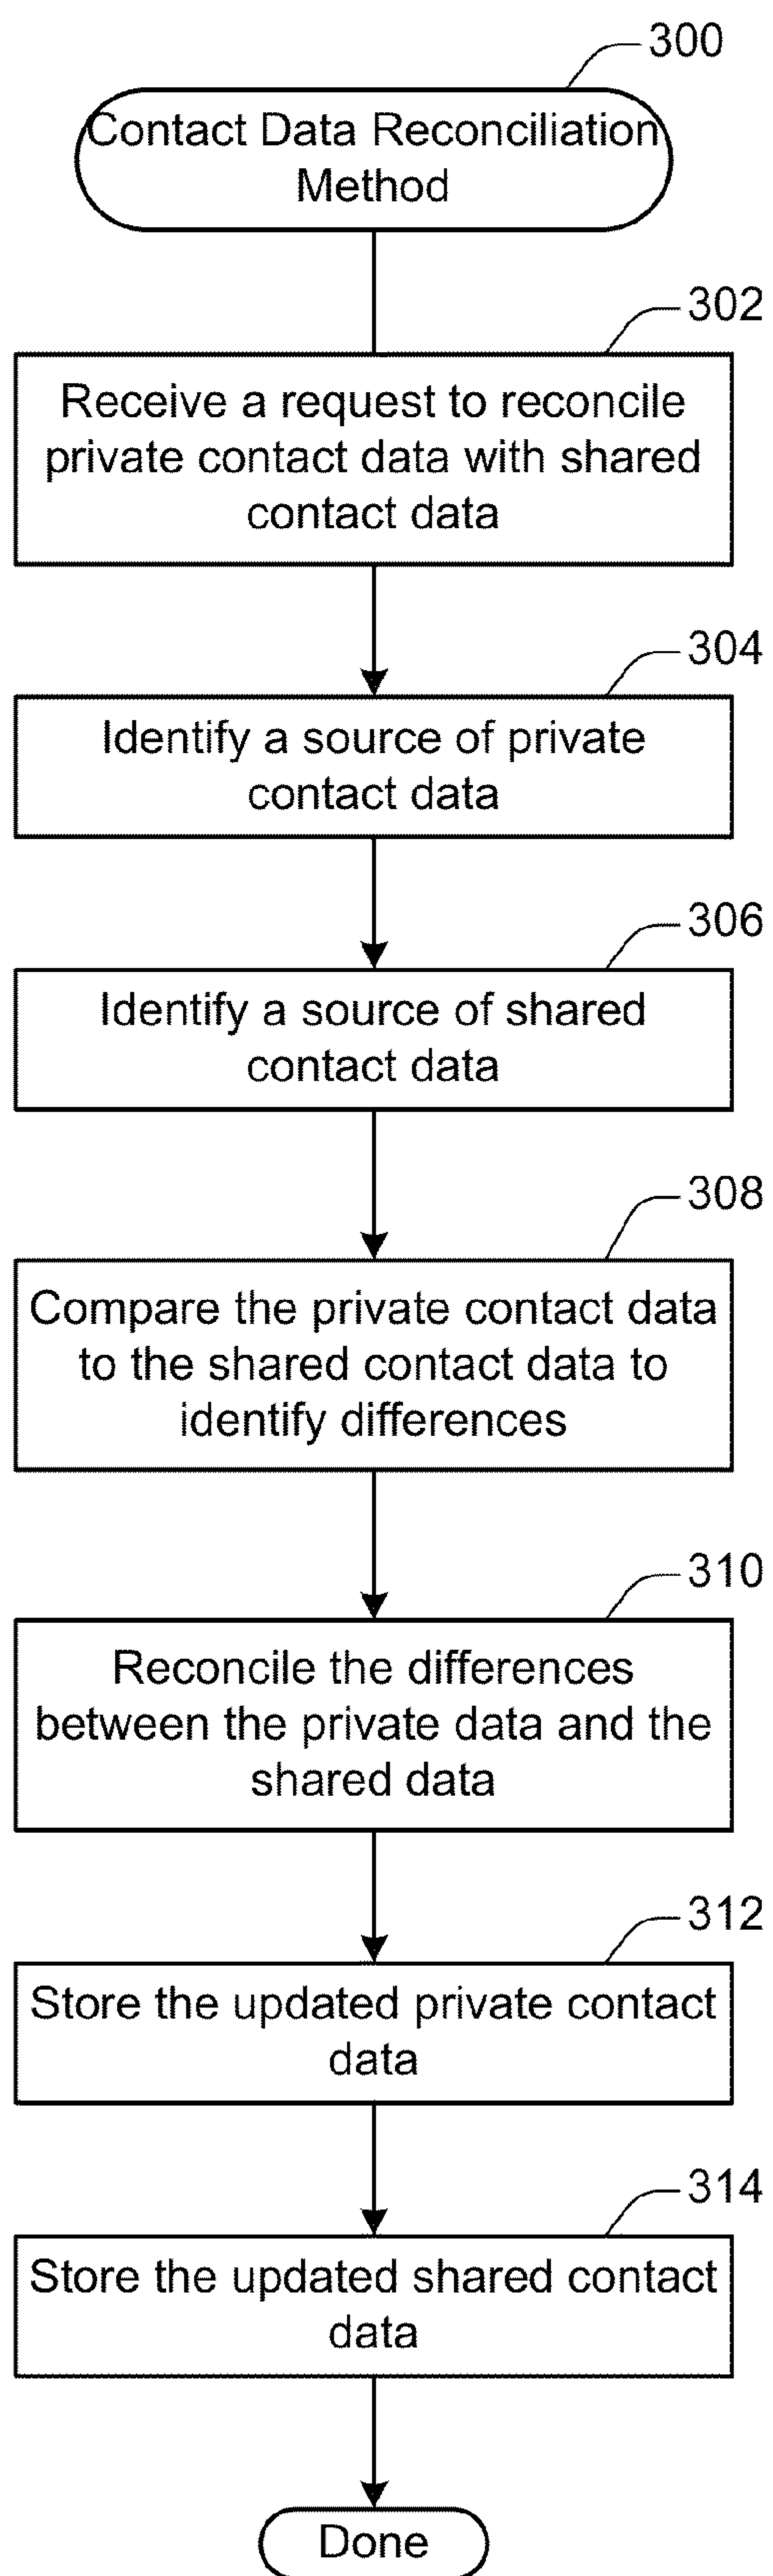 300
Contact Data Reconciliation
Method
302
Receive a request to reconcile
private contact data with shared
contact data
304
Identify a source of private
contact data
306
Identify a source of shared
contact data
308
Compare the private contact data
to the shared contact data to
identify differences
310
Reconcile the differences
between the private data and the
shared data
312
Store the updated private contact
data
314
Store the updated shared contact
data
Done